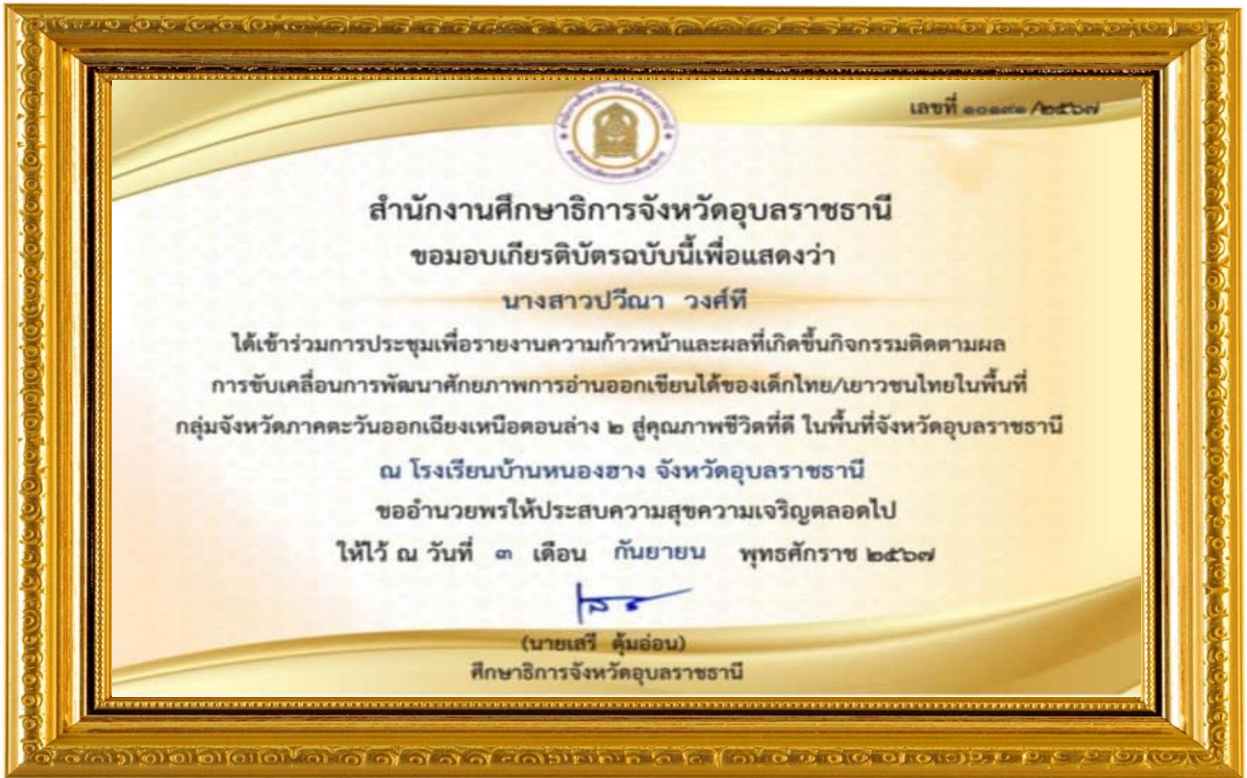 เลขที่ ๑๐๑๙๑ /๒๕๖๗
สำนักงานศึกษาธิการจังหวัดอุบลราชธานี
ขอมอบเกียรติบัตรฉบับนี้เพื่อแสดงว่า
นางสาวปวีณา วงศ์ที
ได้เข้าร่วมการประชุมเพื่อรายงานความก้าวหน้าและผลที่เกิดขึ้นกิจกรรมติดตามผล
การขับเคลื่อนการพัฒนาศักยภาพการอ่านออกเขียนได้ของเด็กไทย/เยาวชนไทยในพื้นที่
กลุ่มจังหวัดภาคตะวันออกเฉียงเหนือตอนล่าง ๒ สู่คุณภาพชีวิตที่ดี ในพื้นที่จังหวัดอุบลราชธานี
ณ โรงเรียนบ้านหนองฮาง จังหวัดอุบลราชธานี
ขออำนวยพรให้ประสบความสุขความเจริญตลอดไป
ให้ไว้ ณ วันที่ ๓ เดือน กันยายน พุทธศักราช ๒๕๖๗
(นายเสรี คุ้มอ่อน)
ศึกษาธิการจังหวัดอุบลราชธานี